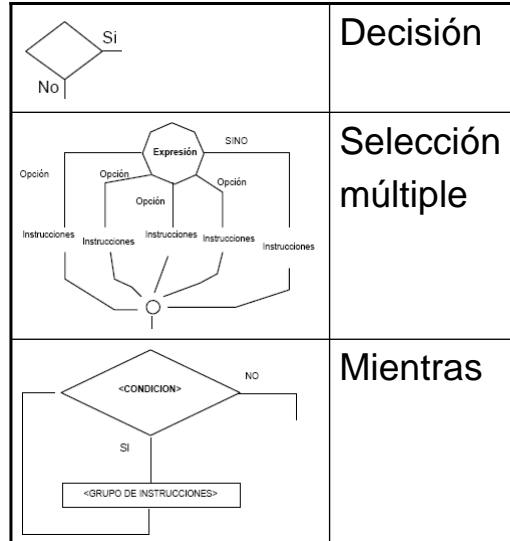 Si
No
Decisión
Expresión
SINO
Opción
Opción
Opción
Opción
Instrucciones
Instrucciones
Instrucciones
Instrucciones
Instrucciones
Selección
múltiple
<CONDICION>
NO
SI
<GRUPO DE INSTRUCCIONES>
Mientras